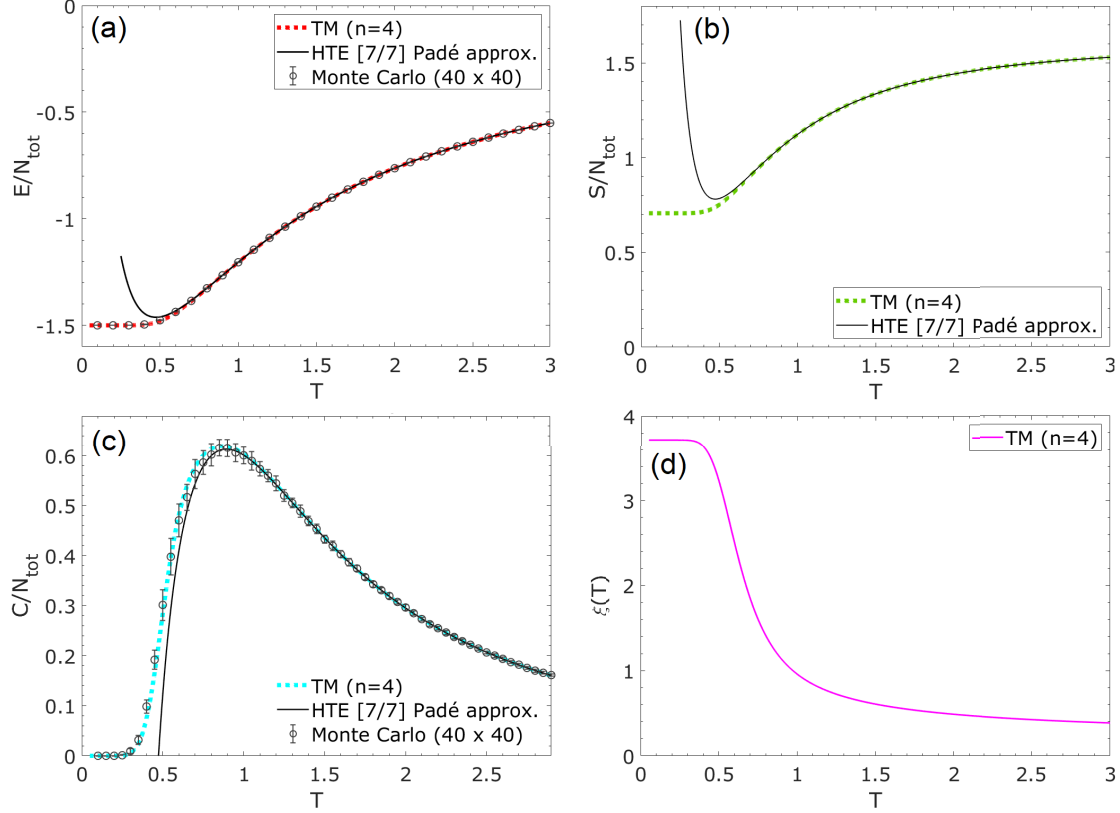 (a)
TM (n=4)
HTE [7/7] Padé approx.
Monte Carlo (40 x 40)
0
-0.5
-1
-1.5
E/N_tot
0 0.5 1 1.5 2 2.5 3
T
(b)
TM (n=4)
HTE [7/7] Padé approx.
1.5
1
0.5
0
S/N_tot
0 0.5 1 1.5 2 2.5 3
T
(c)
TM (n=4)
HTE [7/7] Padé approx.
Monte Carlo (40 x 40)
0.6
0.5
0.4
0.3
0.2
0.1
0
C/N_tot
0 0.5 1 1.5 2 2.5
T
(d)
TM (n=4)
4
3
2
1
0
ξ(T)
0 0.5 1 1.5 2 2.5 3
T